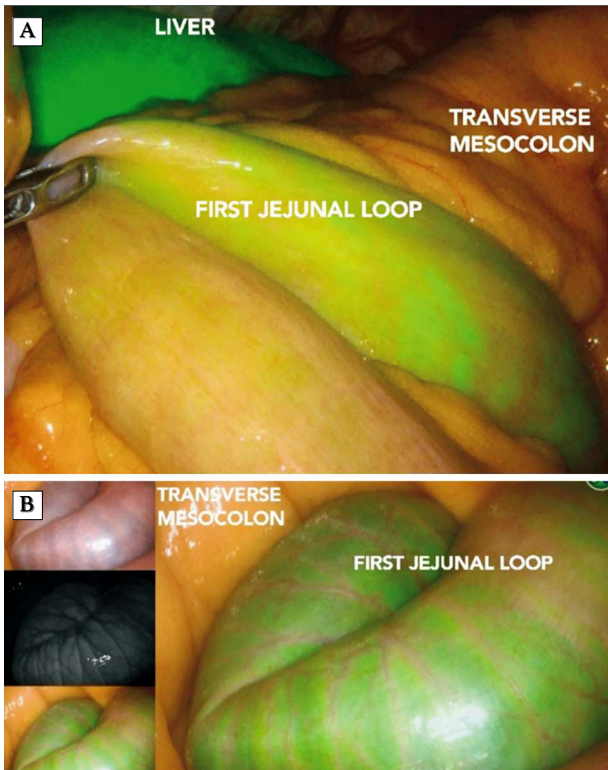 A
LIVER
TRANSVERSE
MESOCOLON
FIRST JEJUNAL LOOP
B
TRANSVERSE
MESOCOLON
FIRST JEJUNAL LOOP